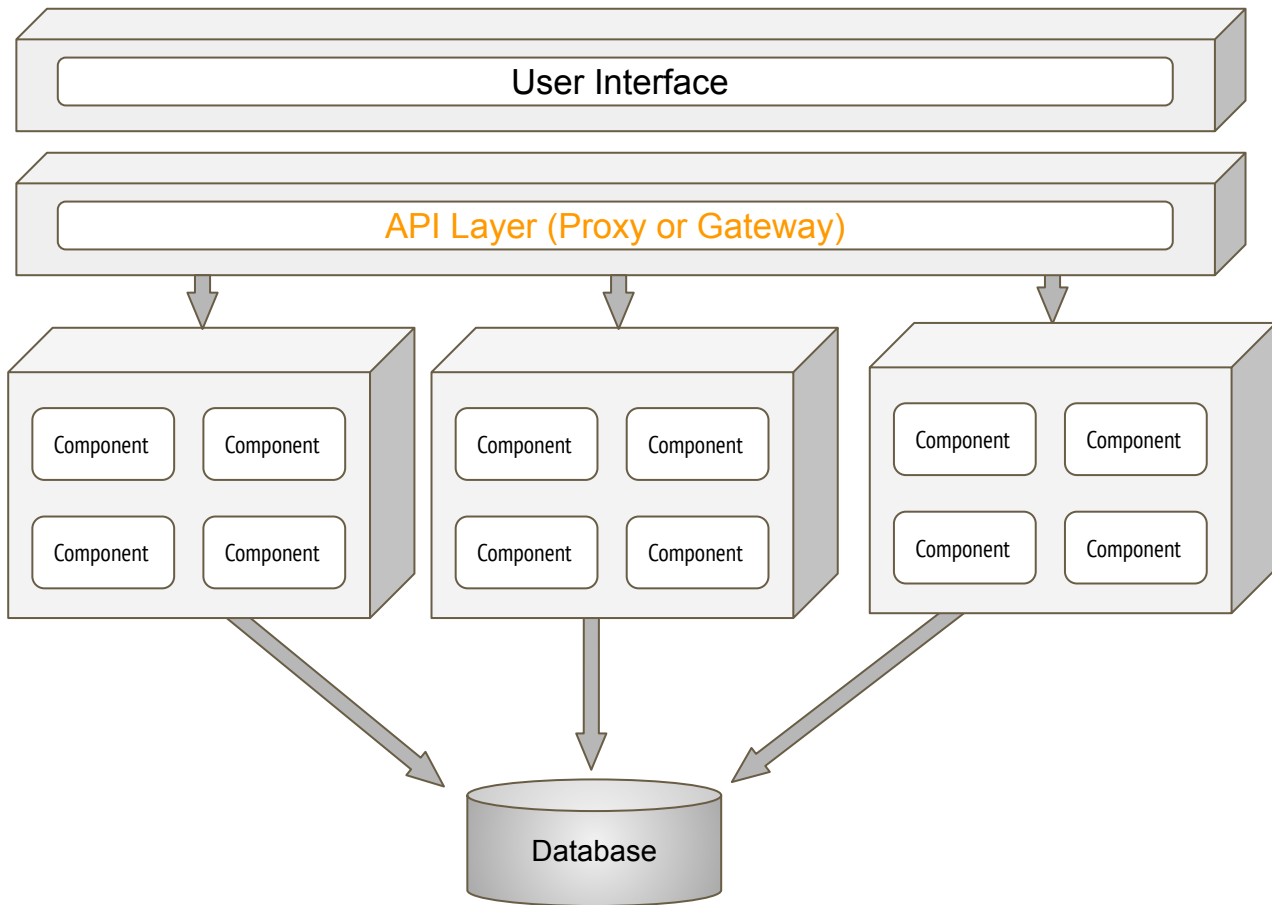 User Interface
API Layer (Proxy or Gateway)
Component
Component
Component
Component
Component
Component
Component
Component
Component
Component
Component
Component
Database